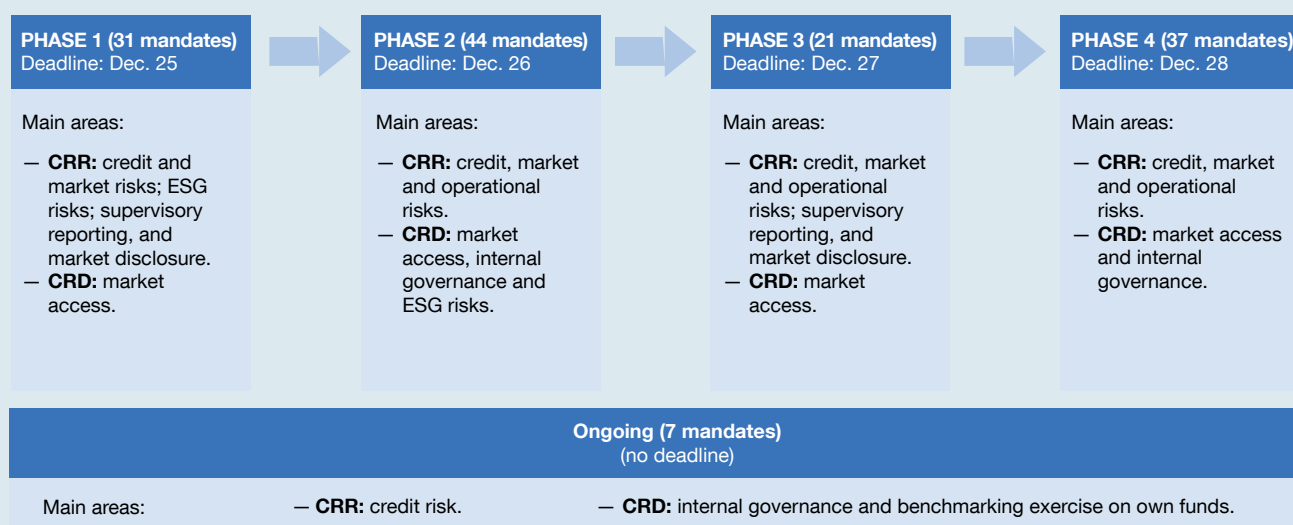 PHASE 1 (31 mandates)
Deadline: Dec. 25
Main areas:
— CRR: credit and
market risks; ESG
risks; supervisory
reporting, and
market disclosure.
— CRD: market
access.
PHASE 2 (44 mandates)
Deadline: Dec. 26
Main areas:
— CRR: credit, market
and operational
risks.
— CRD: market
access, internal
governance and
ESG risks.
PHASE 3 (21 mandates)
Deadline: Dec. 27
Main areas:
— CRR: credit, market
and operational
risks; supervisory
reporting, and
market disclosure.
— CRD: market
access.
PHASE 4 (37 mandates)
Deadline: Dec. 28
Main areas:
— CRR: credit, market
and operational
risks.
— CRD: market access
and internal
governance.
Ongoing (7 mandates)
(no deadline)
Main areas: — CRR: credit risk. — CRD: internal governance and benchmarking exercise on own funds.